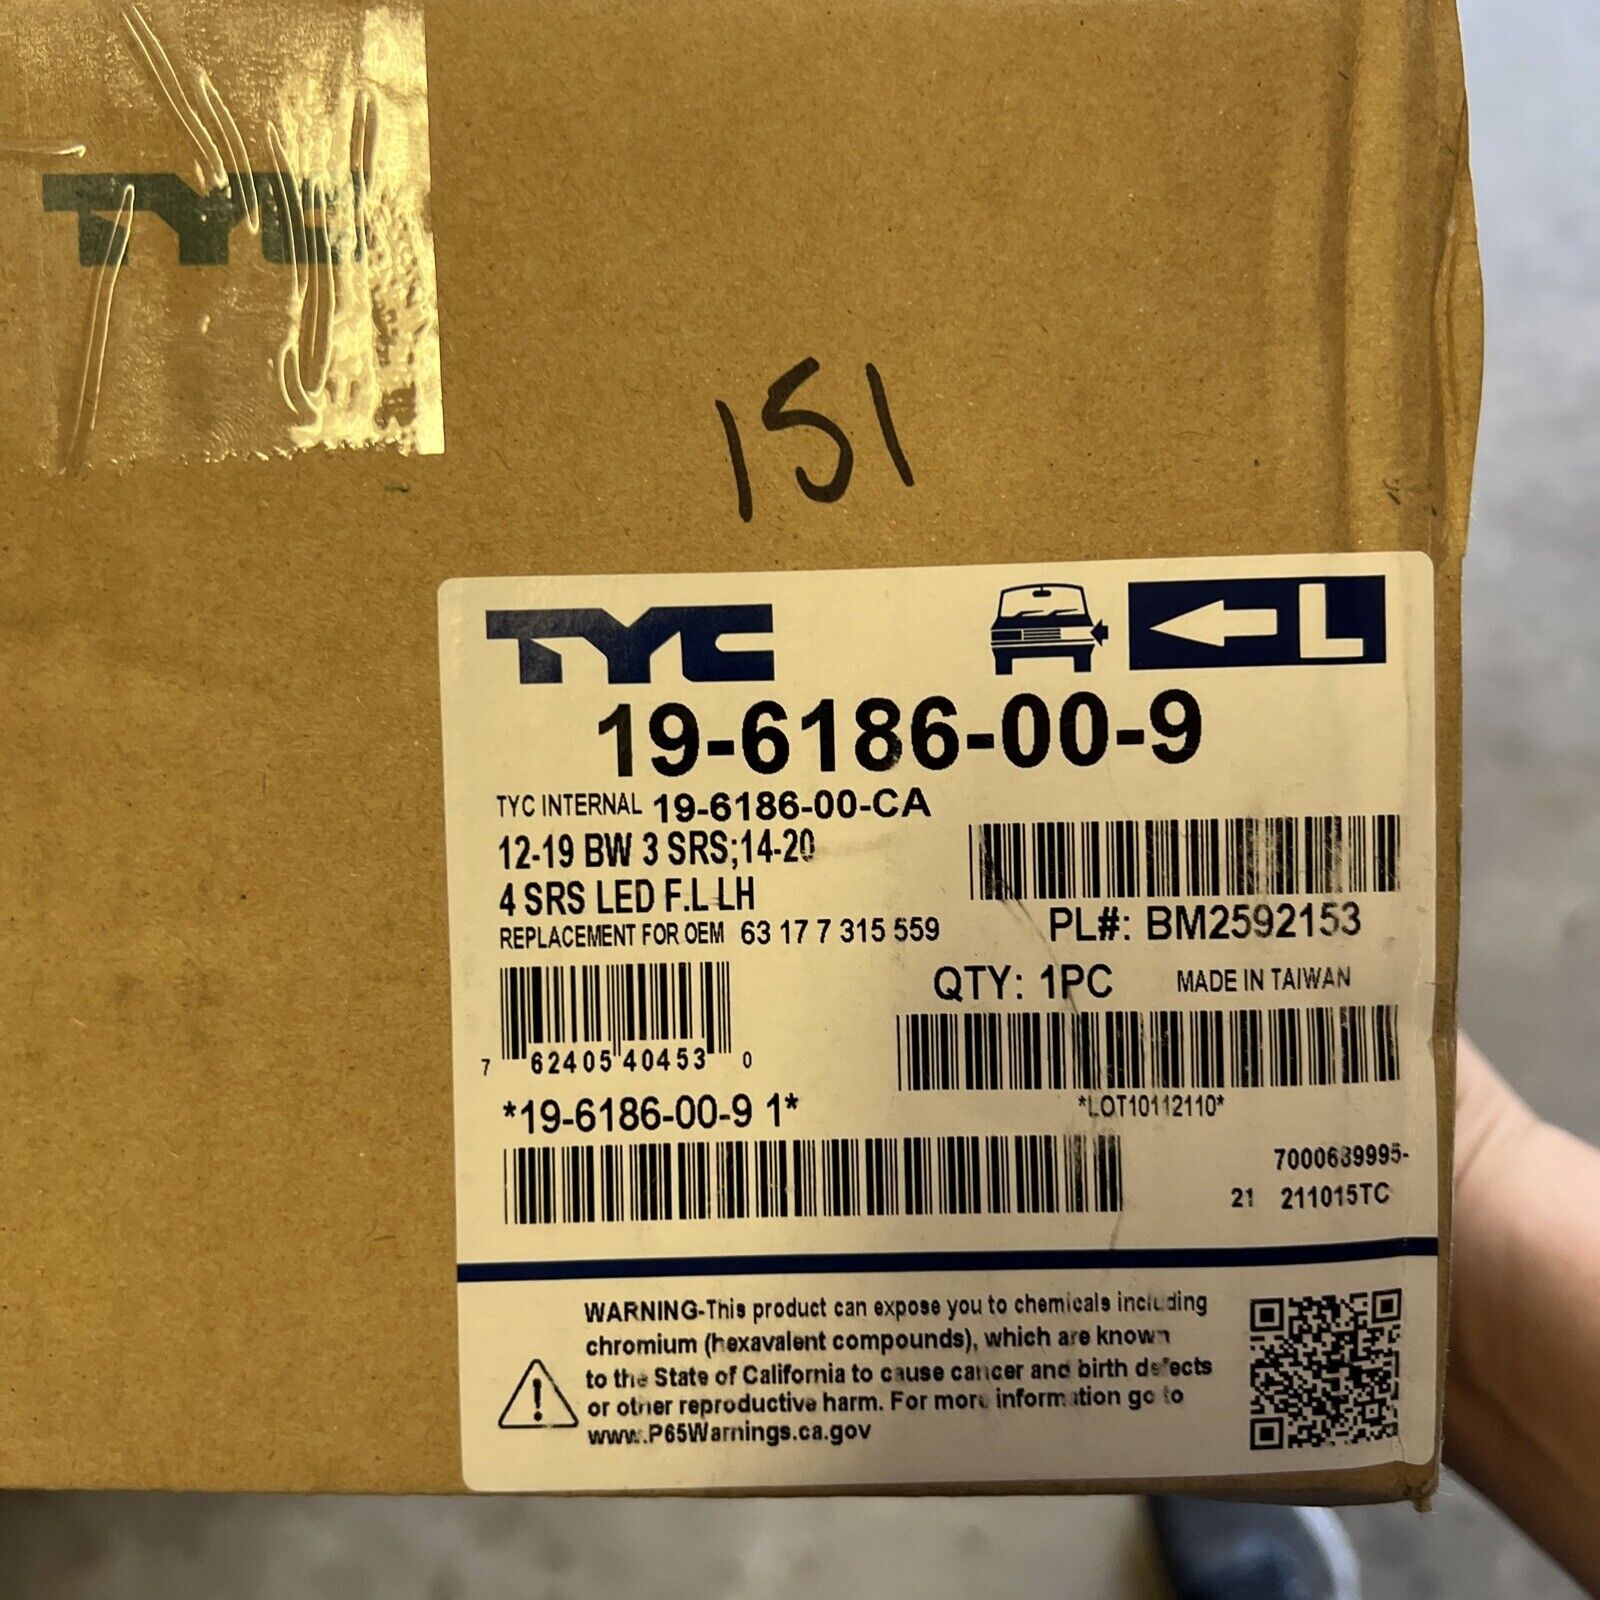 TYC
151
TYC
L
19-6186-00-9
TYC INTERNAL 19-6186-00-CA
12-19 BW 3 SRS;14-20
4 SRS LED F.L LH
REPLACEMENT FOR OEM 63 17 7 315 559
PL#: BM2592153
QTY: 1PC MADE IN TAIWAN
7 62405 40453 0
*LOT10112110*
*19-6186-00-9 1*
7000639995-
21 211015TC
WARNING-This product can expose you to chemicals including
chromium (hexavalent compounds), which are known
to the State of California to cause cancer and birth defects
or other reproductive harm. For more information go to
www.P65Warnings.ca.gov